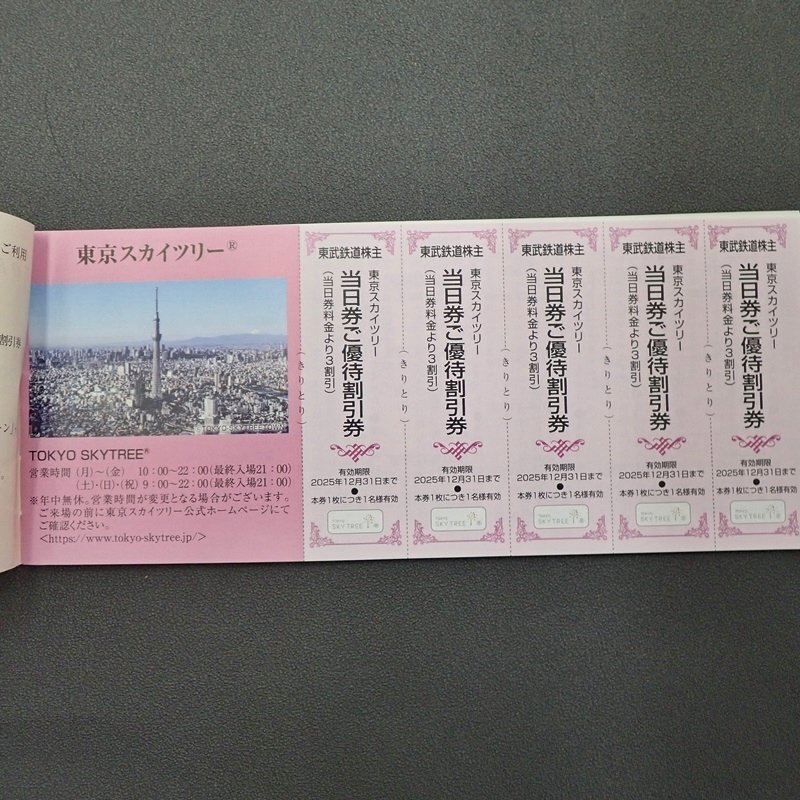 ご利用
割引券
東京スカイツリー®
©TOKYO-SKYTREETOWN
TOKYO SKYTREE®
営業時間 (月)～(金) 10:00～22:00(最終入場21:00)
(土)・(日)・(祝) 9:00～22:00(最終入場21:00)
※年中無休。営業時間が変更となる場合がございます。
ご来場の前に東京スカイツリー公式ホームページにて
ご確認ください。
<https://www.tokyo-skytree.jp/>
(きりとり)
東武鉄道株主
東京スカイツリー
当日券ご優待割引券
(当日券料金より3割引)
有効期限
2025年12月31日まで
●
本券1枚につき1名様有効
TOKYO
SKYTREE®
(きりとり)
東武鉄道株主
東京スカイツリー
当日券ご優待割引券
(当日券料金より3割引)
有効期限
2025年12月31日まで
●
本券1枚につき1名様有効
TOKYO
SKYTREE®
(きりとり)
東武鉄道株主
東京スカイツリー
当日券ご優待割引券
(当日券料金より3割引)
有効期限
2025年12月31日まで
●
本券1枚につき1名様有効
TOKYO
SKYTREE®
(きりとり)
東武鉄道株主
東京スカイツリー
当日券ご優待割引券
(当日券料金より3割引)
有効期限
2025年12月31日まで
●
本券1枚につき1名様有効
TOKYO
SKYTREE®
(きりとり)
東武鉄道株主
東京スカイツリー
当日券ご優待割引券
(当日券料金より3割引)
有効期限
2025年12月31日まで
●
本券1枚につき1名様有効
TOKYO
SKYTREE®